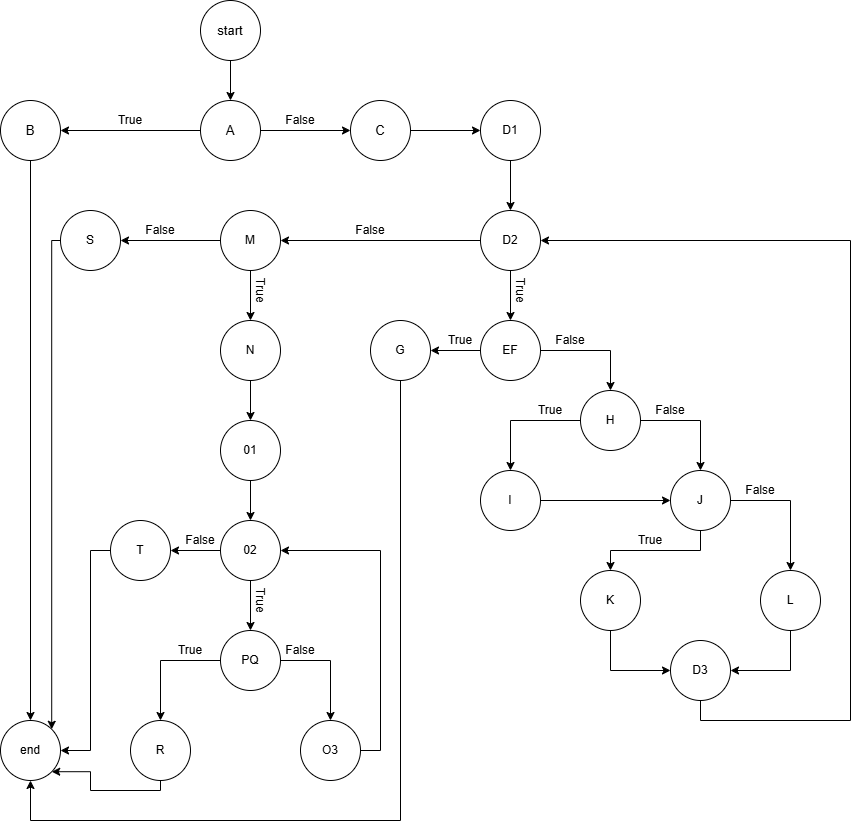 start
B
True
A
False
C
D1
S
False
M
False
D2
True
True
N
G
True
EF
False
True
H
False
01
I
J
False
True
T
False
02
True
K
L
True
PQ
False
D3
end
R
O3